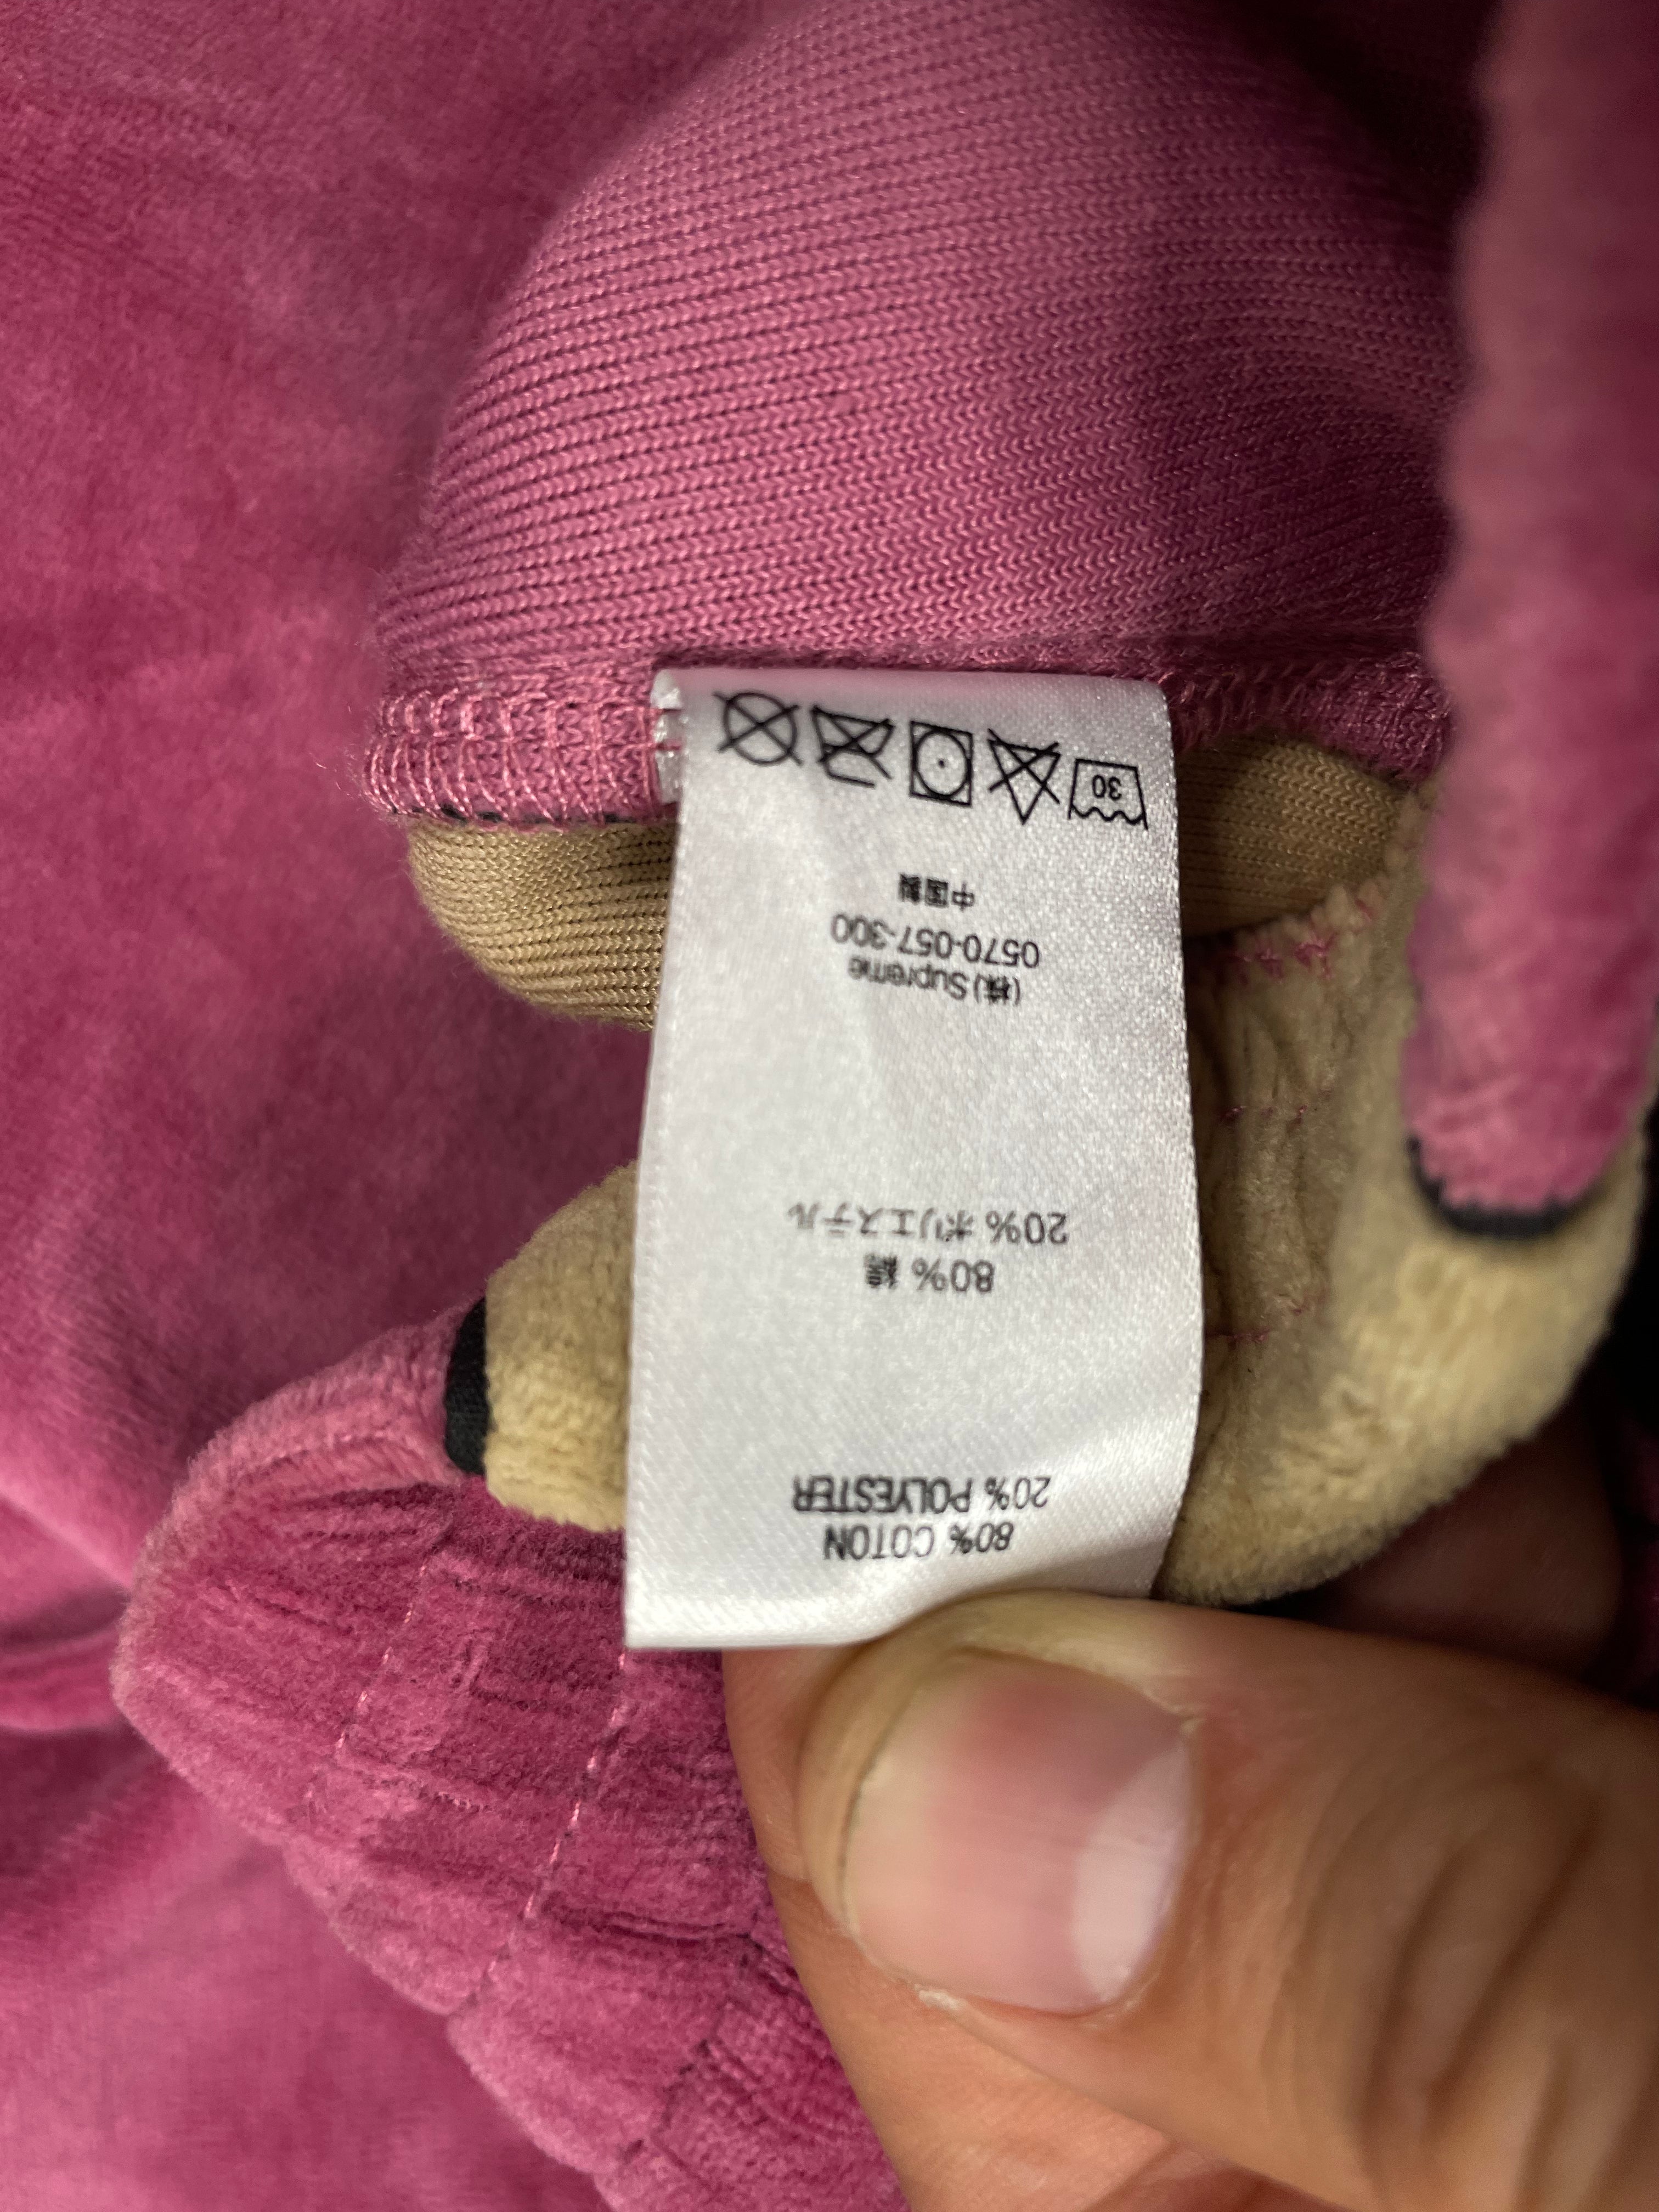 80% COTON
20% POLYESTER
80% 綿
20% ポリエステル
(株) Supreme
0570-057-300
中国製
30